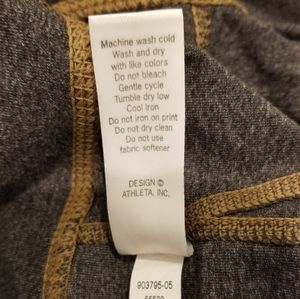 Machine wash cold
Wash and dry
with like colors
Do not bleach
Gentle cycle
Tumble dry low
Cool iron
Do not iron on print
Do not dry clean
Do not use
fabric softener
DESIGN ©
ATHLETA, INC.
903795-05